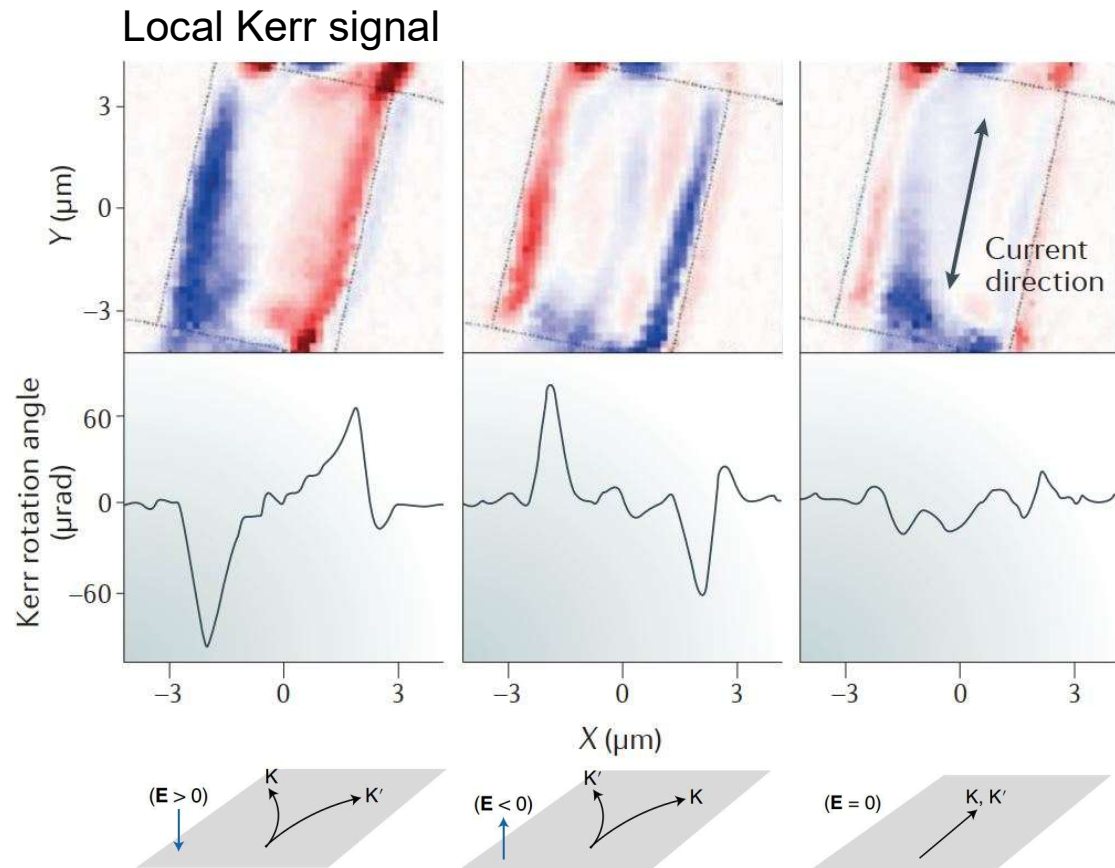 Local Kerr signal
Y (μm)
3
0
−3
Current
direction
Kerr rotation angle
(μrad)
60
0
−60
−3 0 3
−3 0 3
−3 0 3
X (μm)
(E > 0)
K
K′
(E < 0)
K′
K
(E = 0)
K, K′